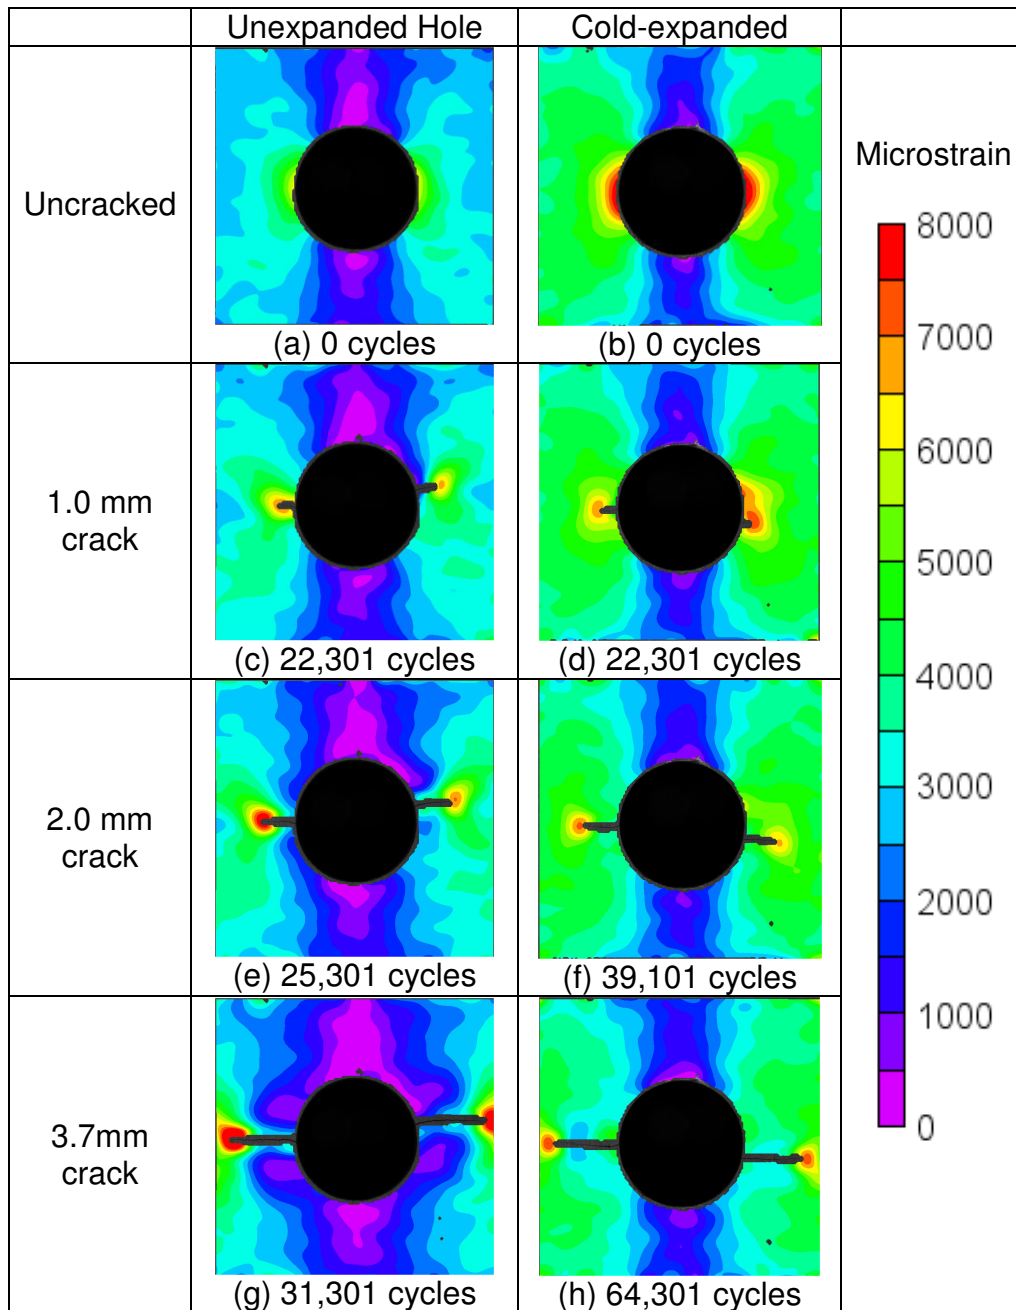 Unexpanded Hole
Cold-expanded
Uncracked
(a) 0 cycles
(b) 0 cycles
Microstrain
8000
7000
6000
5000
4000
3000
2000
1000
0
1.0 mm
crack
(c) 22,301 cycles
(d) 22,301 cycles
2.0 mm
crack
(e) 25,301 cycles
(f) 39,101 cycles
3.7mm
crack
(g) 31,301 cycles
(h) 64,301 cycles